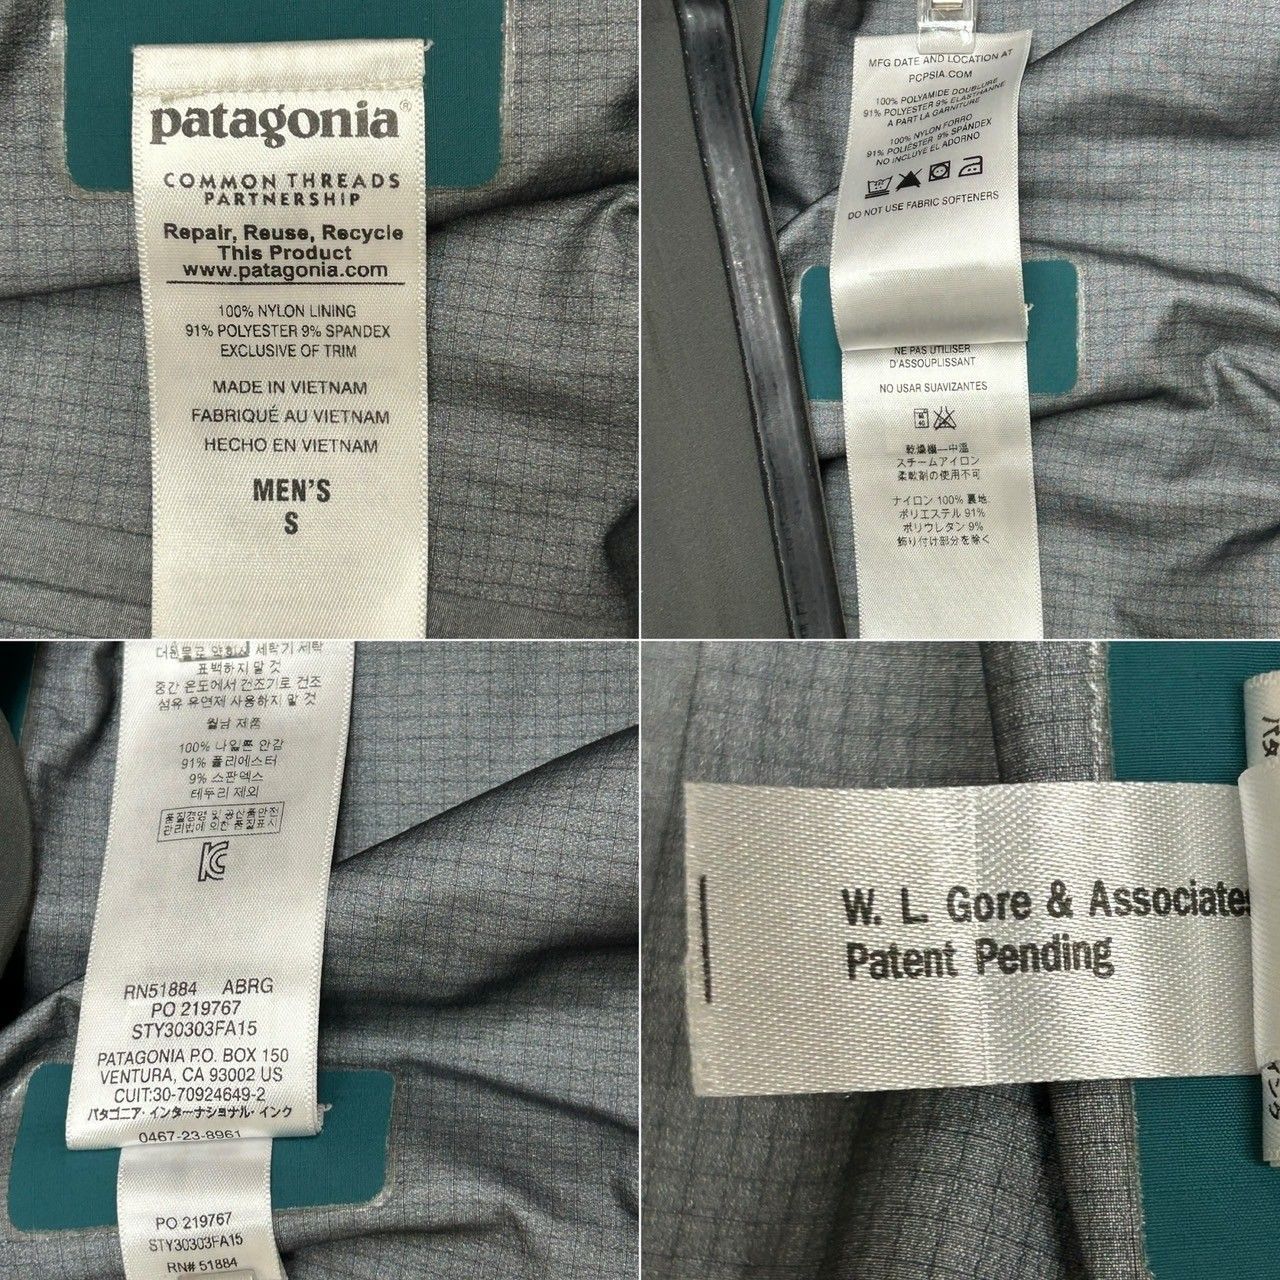 patagonia®
COMMON THREADS
PARTNERSHIP
Repair, Reuse, Recycle
This Product
www.patagonia.com
100% NYLON LINING
91% POLYESTER 9% SPANDEX
EXCLUSIVE OF TRIM
MADE IN VIETNAM
FABRIQUÉ AU VIETNAM
HECHO EN VIETNAM
MEN'S
S
MFG DATE AND LOCATION AT
PCPSIA.COM
100% POLYAMIDE DOUBLURE
91% POLYESTER 9% ELASTHANNE
A PART LA GARNITURE
100% NYLON FORRO
91% POLIESTER 9% SPANDEX
NO INCLUYE EL ADORNO
DO NOT USE FABRIC SOFTENERS
NE PAS UTILISER
D'ASSOUPLISSANT
NO USAR SUAVIZANTES
乾燥機—中温
スチームアイロン
柔軟剤の使用不可
ナイロン 100% 裏地
ポリエステル 91%
ポリウレタン 9%
飾り付け部分を除く
세탁기 세탁
표백하지 말 것
중간 온도에서 건조기로 건조
섬유 유연제 사용하지 말 것
월남 제품
100% 나일론 안감
91% 폴리에스터
9% 스판덱스
테두리 제외
RN51884 ABRG
PO 219767
STY30303FA15
PATAGONIA P.O. BOX 150
VENTURA, CA 93002 US
CUIT:30-70924649-2
パタゴニア・インターナショナル・インク
0467-23-8961
PO 219767
STY30303FA15
RN# 51884
W. L. Gore & Associates
Patent Pending